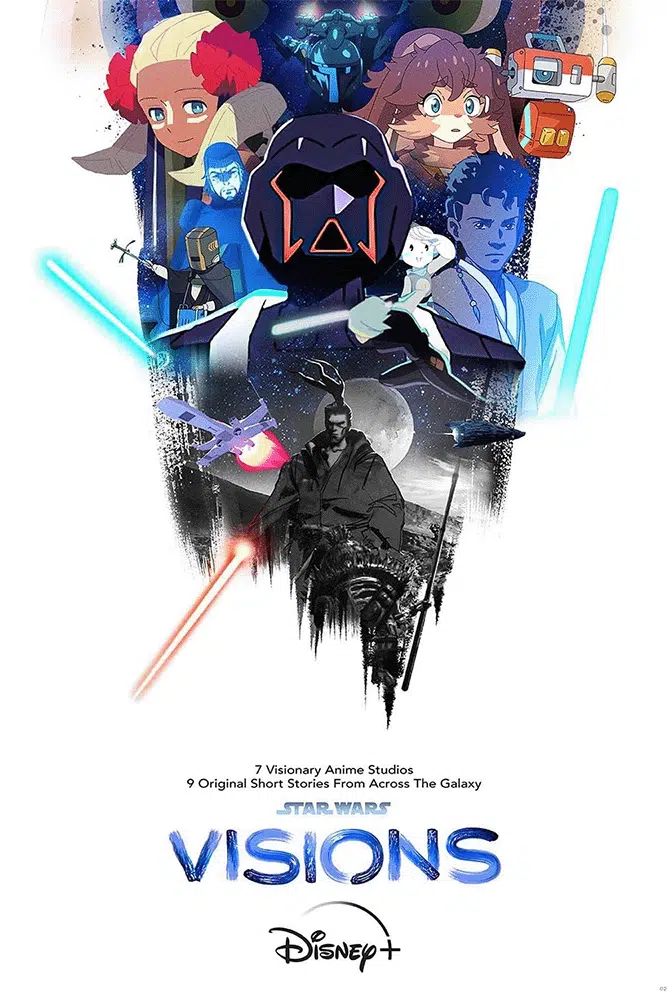 7 Visionary Anime Studios
9 Original Short Stories From Across The Galaxy
STAR WARS
VISIONS
Disney+